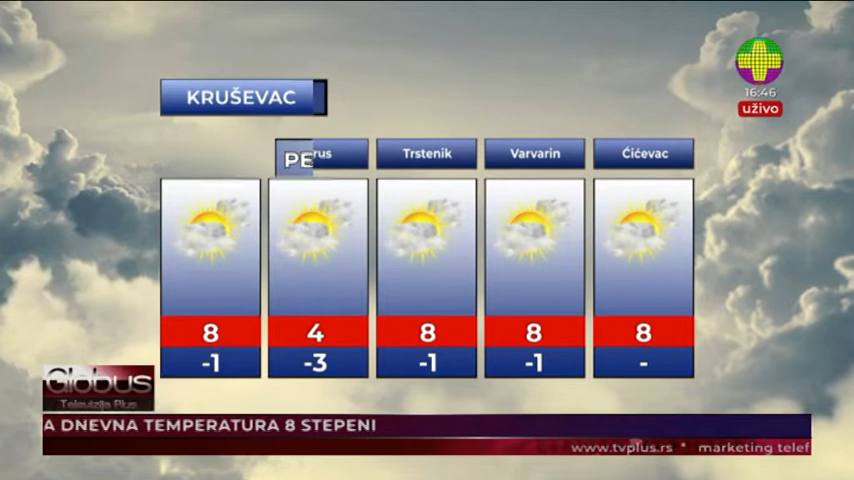 16:46
uživo
KRUŠEVAC
PE rus
Trstenik
Varvarin
Ćićevac
8
4
8
8
8
-1
-3
-1
-1
-
Globus
Televizija Plus
A DNEVNA TEMPERATURA 8 STEPENI
www.tvplus.rs * marketing telef